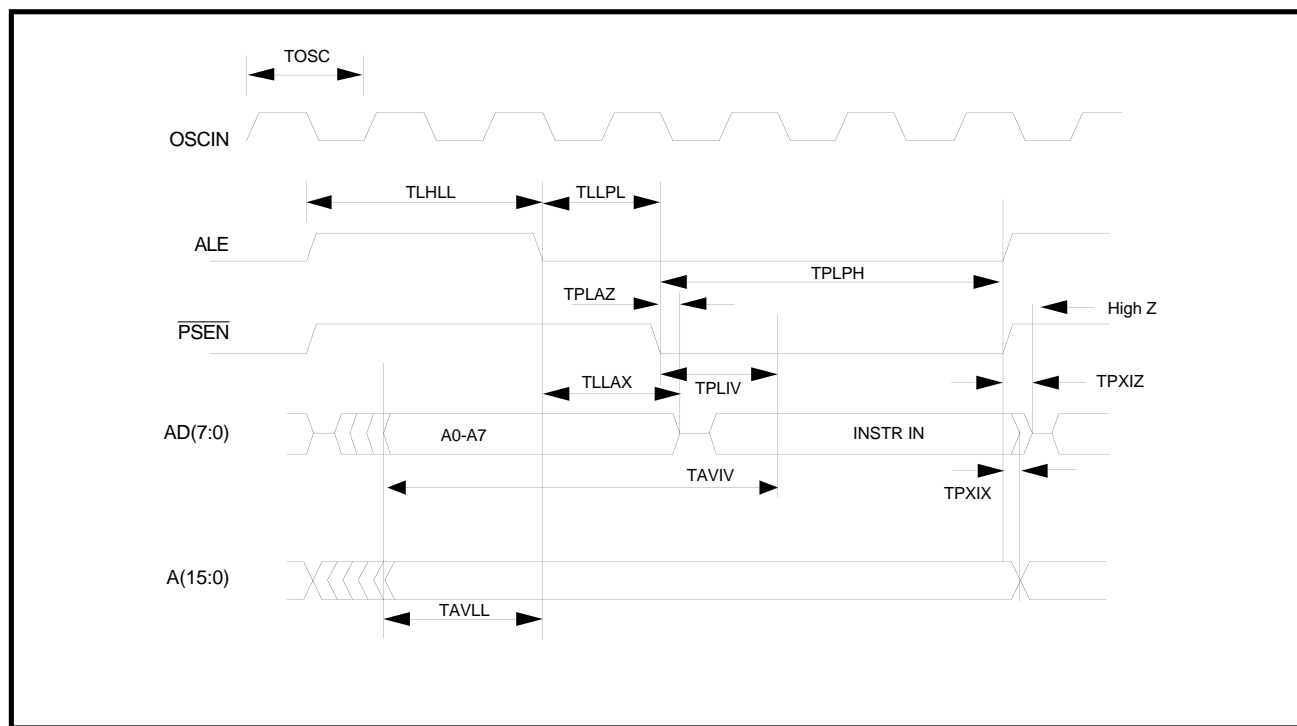 TOSC
OSCIN
TLHLL
TLLPL
ALE
TPLPH
TPLAZ
High Z
PSEN
TLLAX
TPLIV
TPXIZ
AD(7:0)
A0-A7
INSTR IN
TAVIV
TPXIX
A(15:0)
TAVLL